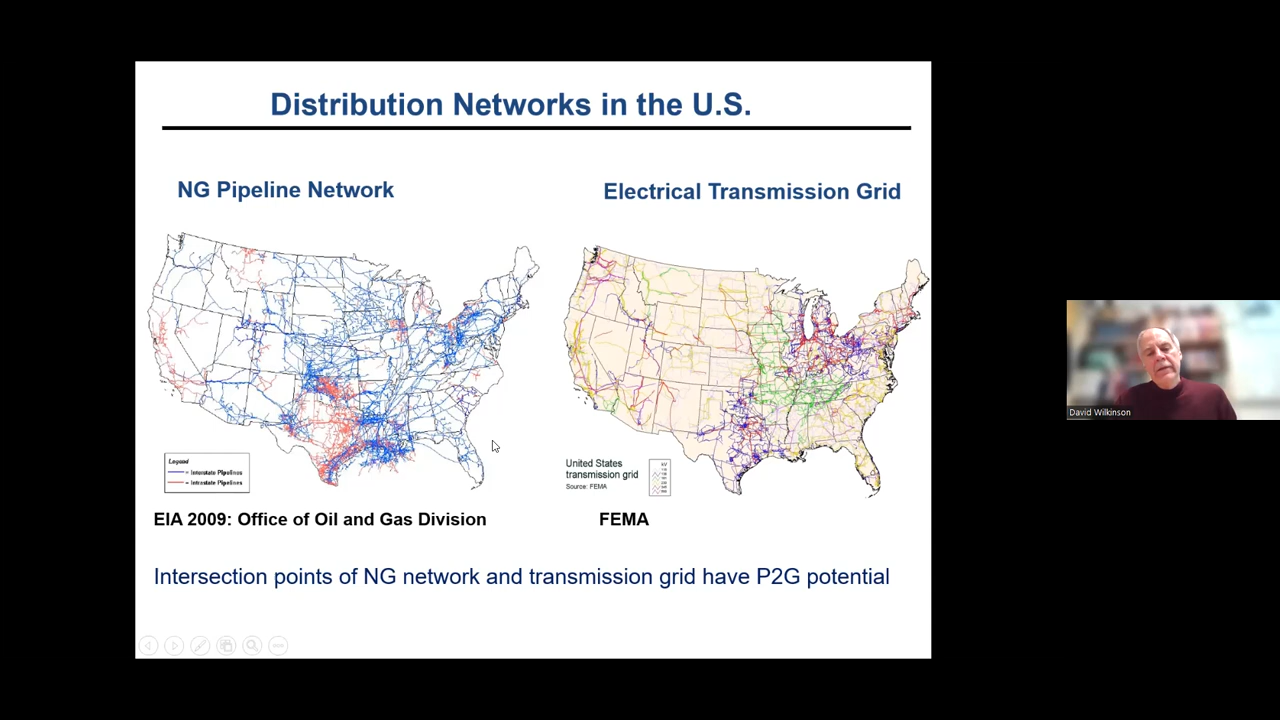 Distribution Networks in the U.S.
NG Pipeline Network
Electrical Transmission Grid
Legend
= Interstate Pipelines
= Intrastate Pipelines
United States
transmission grid
Source: FEMA
kV
EIA 2009: Office of Oil and Gas Division
FEMA
Intersection points of NG network and transmission grid have P2G potential
David Wilkinson